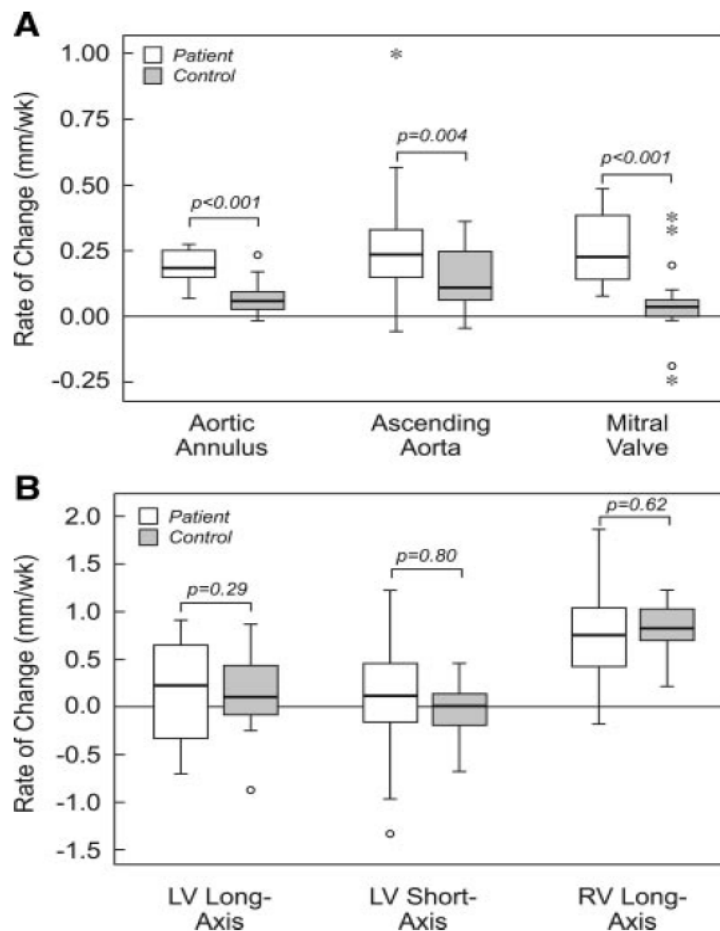 A
Rate of Change (mm/wk)
1.00
0.75
0.50
0.25
0.00
-0.25
Patient
Control
p<0.001
p=0.004
p<0.001
Aortic
Annulus
Ascending
Aorta
Mitral
Valve
B
Rate of Change (mm/wk)
2.0
1.5
1.0
0.5
0.0
-0.5
-1.0
-1.5
Patient
Control
p=0.29
p=0.80
p=0.62
LV Long-
Axis
LV Short-
Axis
RV Long-
Axis